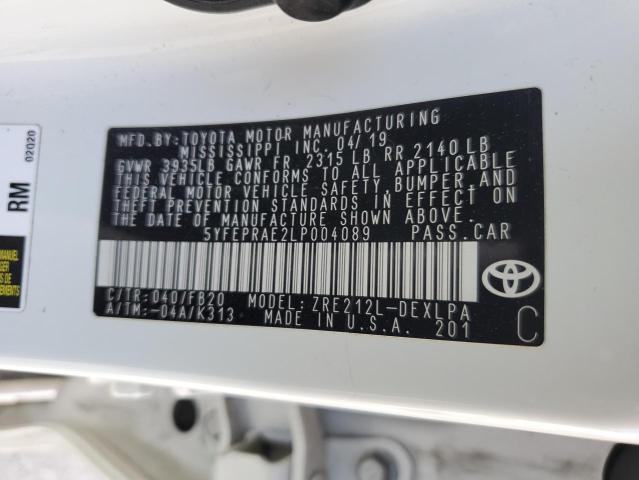 MFD.BY:TOYOTA MOTOR MANUFACTURING
MISSISSIPPI INC. 04/19
GVWR 3935LB GAWR FR 2315 LB RR 2140 LB
THIS VEHICLE CONFORMS TO ALL APPLICABLE
FEDERAL MOTOR VEHICLE SAFETY,BUMPER,AND
THEFT PREVENTION STANDARDS IN EFFECT ON
THE DATE OF MANUFACTURE SHOWN ABOVE.
5YFEPRAE2LP004089 PASS.CAR
C/TR:040/FB20 MODEL: ZRE212L-DEXLPA
A/TM:-04A/K313 MADE IN U.S.A. 201
C
RM
02020